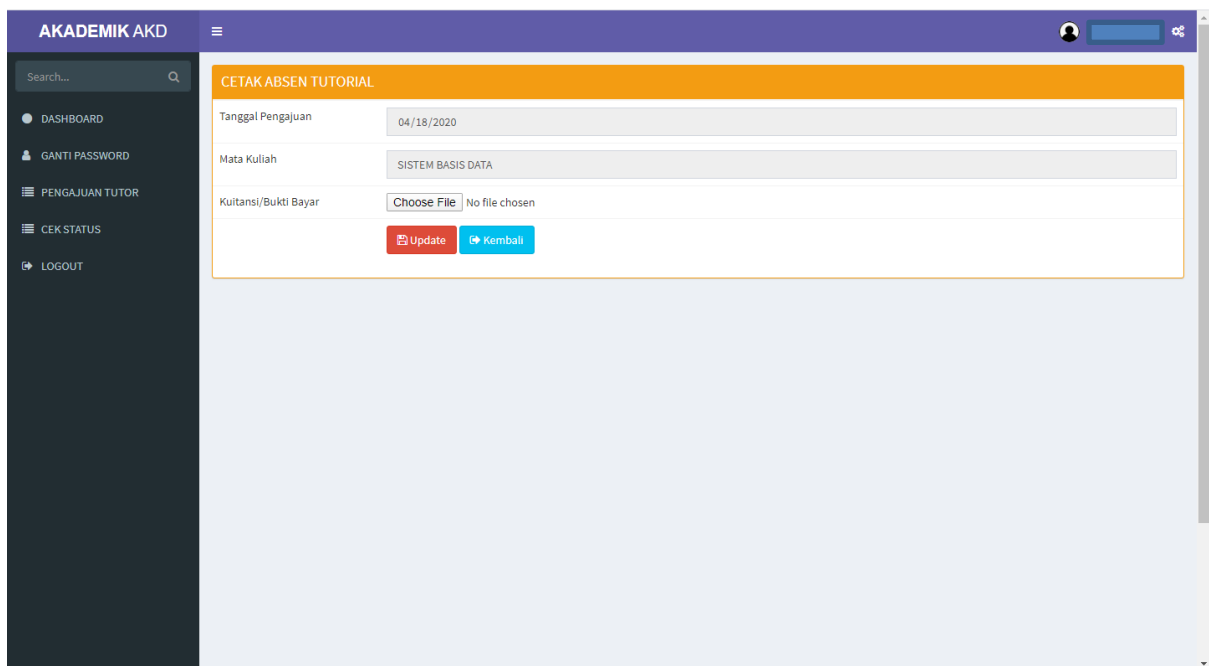 AKADEMIK AKD
Search...
DASHBOARD
GANTI PASSWORD
PENGAJUAN TUTOR
CEK STATUS
LOGOUT
CETAK ABSEN TUTORIAL
Tanggal Pengajuan 04/18/2020
Mata Kuliah SISTEM BASIS DATA
Kuitansi/Bukti Bayar Choose File No file chosen
Update Kembali